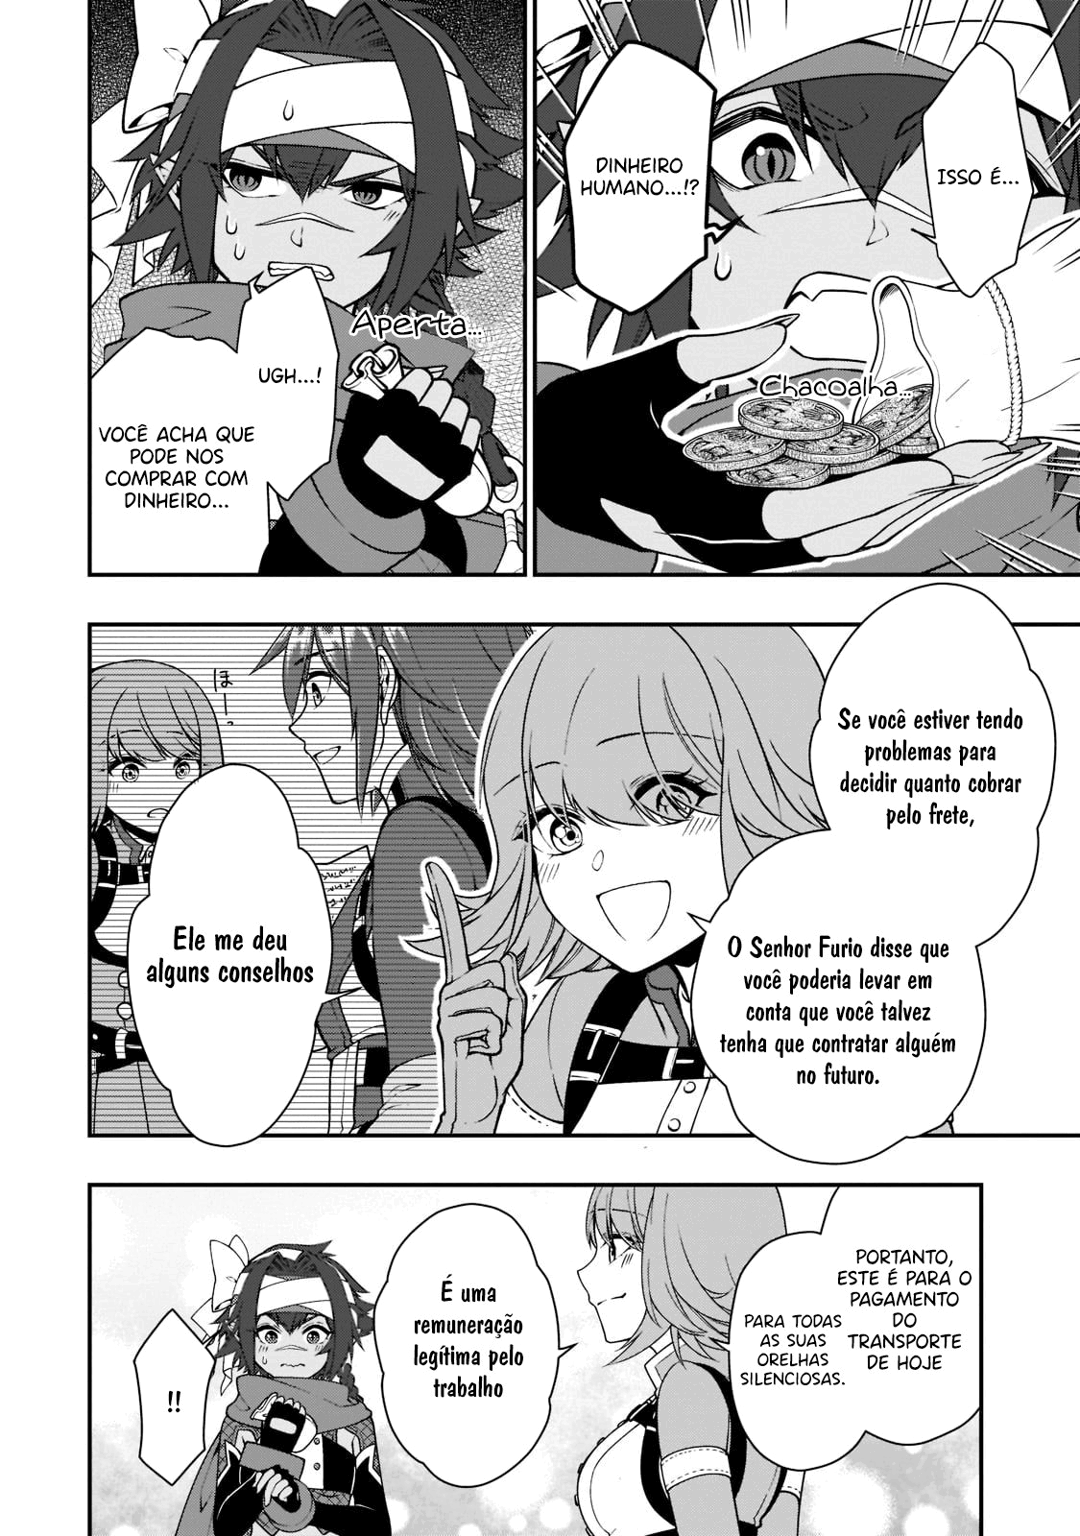 ISSO É...
DINHEIRO
HUMANO...!?
Chacoalha...
Aperta...
UGH...!
VOCÊ ACHA QUE
PODE NOS
COMPRAR COM
DINHEIRO...
Se você estiver tendo
problemas para
decidir quanto cobrar
pelo frete,
O Senhor Furio disse que
você poderia levar em
conta que você talvez
tenha que contratar alguém
no futuro.
ほーっ
Ele me deu
alguns conselhos
PORTANTO,
ESTE É PARA O
PAGAMENTO
DO
TRANSPORTE
DE HOJE
PARA TODAS
AS SUAS
ORELHAS
SILENCIOSAS.
É uma
remuneração
legítima pelo
trabalho
!!